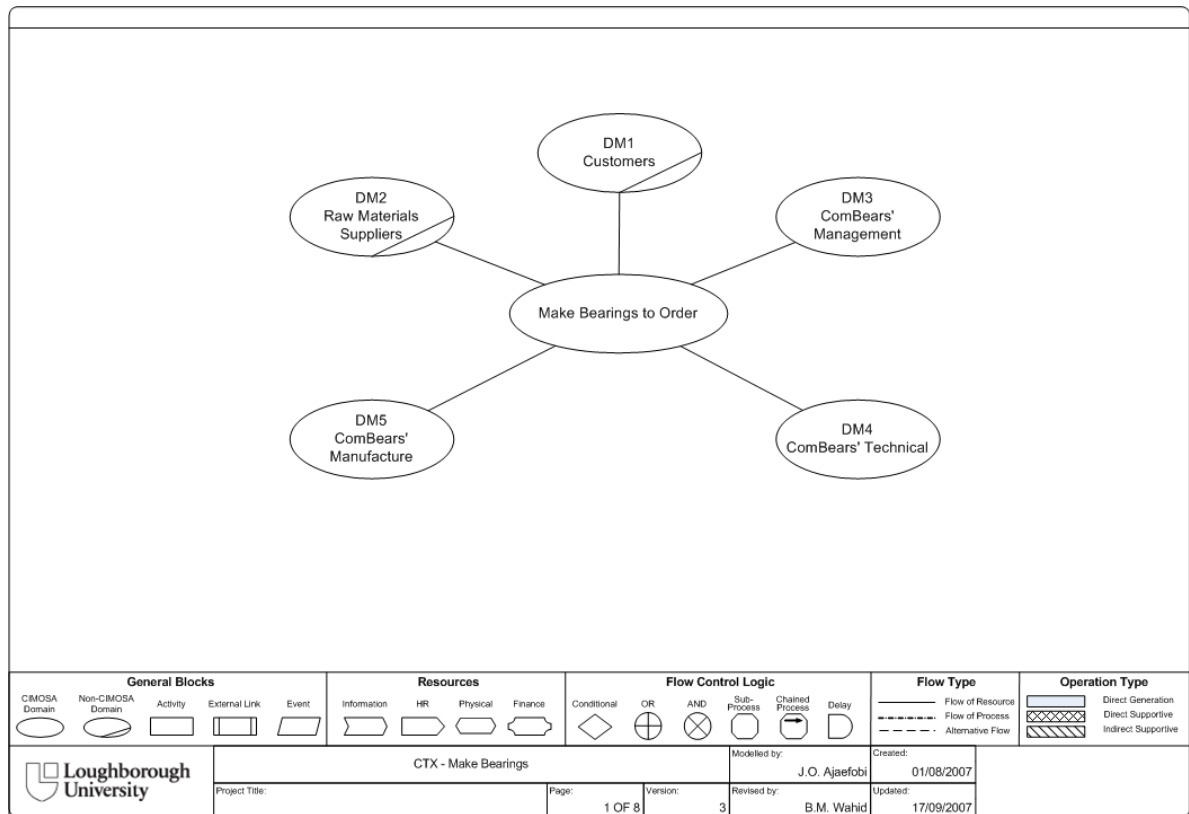 DM1
Customers
DM2
Raw Materials
Suppliers
DM3
ComBears'
Management
Make Bearings to Order
DM5
ComBears'
Manufacture
DM4
ComBears' Technical
General Blocks
CIMOSA
Domain
Non-CIMOSA
Domain
Activity
External Link
Event
Resources
Information
HR
Physical
Finance
Flow Control Logic
Conditional
OR
AND
Sub-
Process
Chained
Process
Delay
Flow Type
Flow of Resource
Flow of Process
Alternative Flow
Operation Type
Direct Generation
Direct Supportive
Indirect Supportive
Loughborough
University
CTX - Make Bearings
Modelled by:
J.O. Ajaefobi
Created:
01/08/2007
Project Title:
Page:
1 OF 8
Version:
3
Revised by:
B.M. Wahid
Updated:
17/09/2007